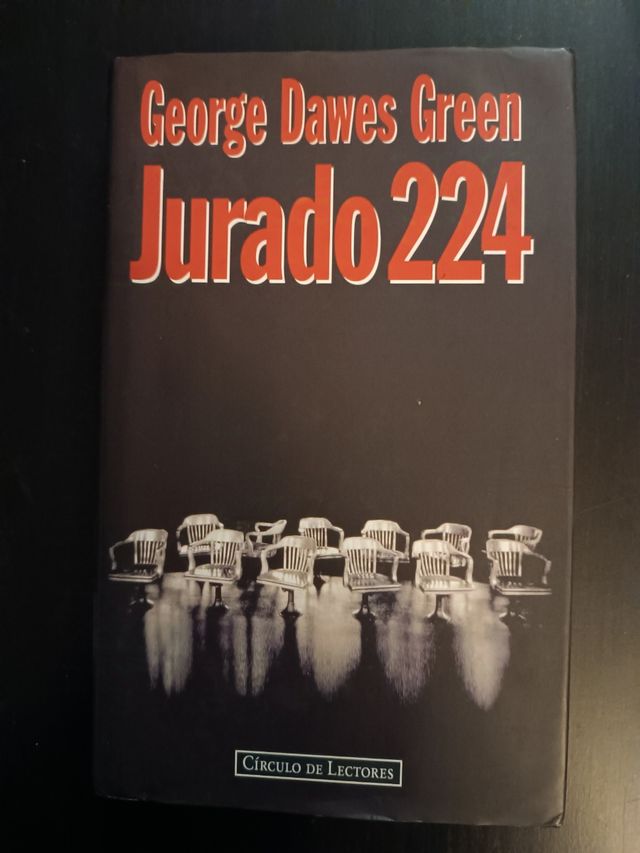 George Dawes Green
Jurado 224
CÍRCULO DE LECTORES